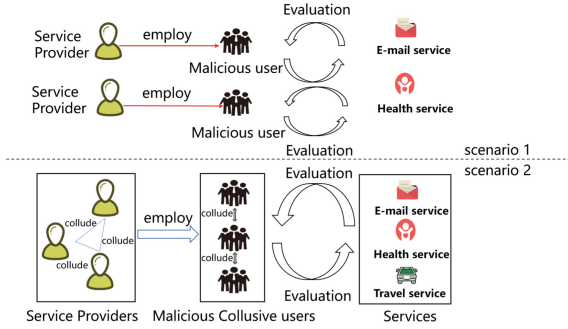 Evaluation
Service
Provider
employ
Malicious user
E-mail service
Service
Provider
employ
Malicious user
Health service
Evaluation
scenario 1
scenario 2
Evaluation
collude
collude
collude
employ
collude
collude
E-mail service
Health service
Travel service
Evaluation
Service Providers
Malicious Collusive users
Services